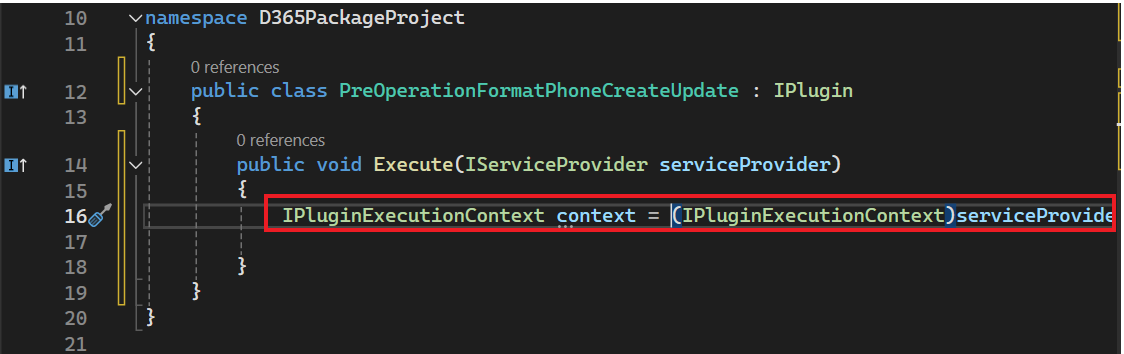 10 namespace D365PackageProject
11 {
0 references
12 public class PreOperationFormatPhoneCreateUpdate : IPlugin
13 {
0 references
14 public void Execute(IServiceProvider serviceProvider)
15 {
16 IPluginExecutionContext context = (IPluginExecutionContext)serviceProvide
17
18 }
19 }
20 }
21